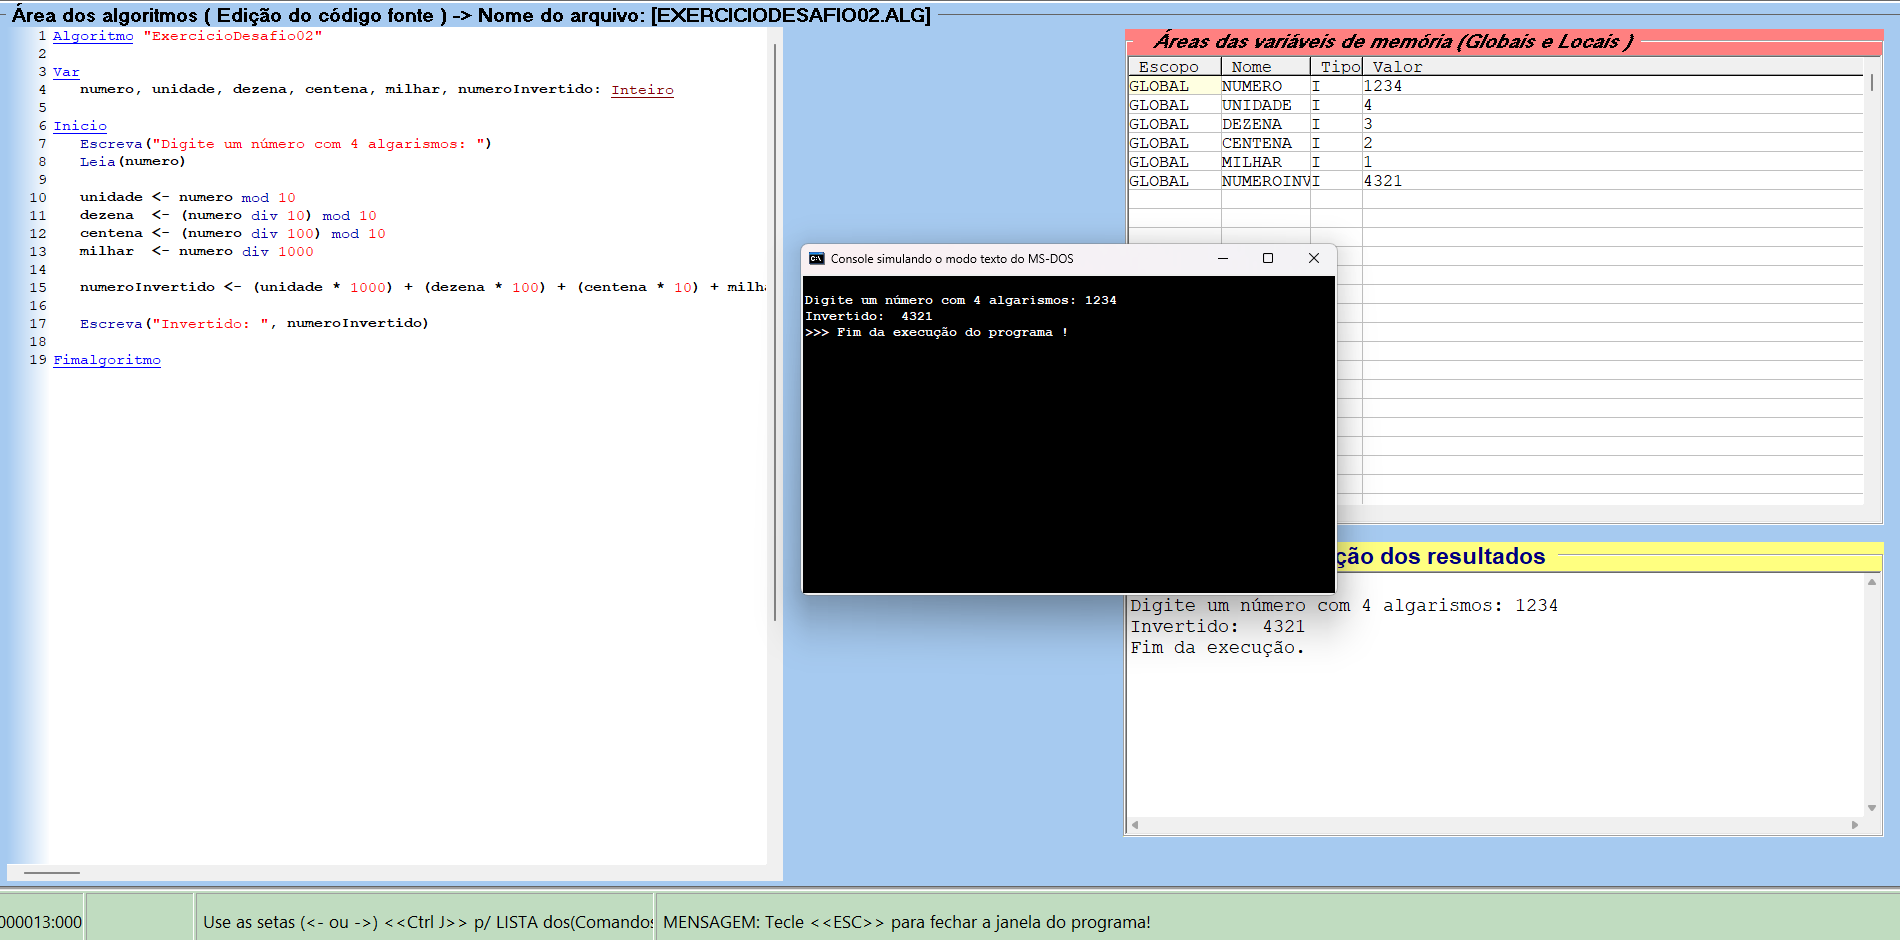 Área dos algoritmos ( Edição do código fonte ) -> Nome do arquivo: [EXERCICIODESAFIO02.ALG]
1 Algoritmo "ExercicioDesafio02"
2
3 Var
4 numero, unidade, dezena, centena, milhar, numeroInvertido: Inteiro
5
6 Inicio
7 Escreva("Digite um número com 4 algarismos: ")
8 Leia(numero)
9
10 unidade <- numero mod 10
11 dezena <- (numero div 10) mod 10
12 centena <- (numero div 100) mod 10
13 milhar <- numero div 1000
14
15 numeroInvertido <- (unidade * 1000) + (dezena * 100) + (centena * 10) + milh
16
17 Escreva("Invertido: ", numeroInvertido)
18
19 Fimalgoritmo
Áreas das variáveis de memória (Globais e Locais )
Escopo Nome Tipo Valor
GLOBAL NUMERO I 1234
GLOBAL UNIDADE I 4
GLOBAL DEZENA I 3
GLOBAL CENTENA I 2
GLOBAL MILHAR I 1
GLOBAL NUMEROINV I 4321
Console simulando o modo texto do MS-DOS
Digite um número com 4 algarismos: 1234
Invertido: 4321
>>> Fim da execução do programa !
ção dos resultados
Digite um número com 4 algarismos: 1234
Invertido: 4321
Fim da execução.
000013:000
Use as setas (<- ou ->) <<Ctrl J>> p/ LISTA dos(Comandos
MENSAGEM: Tecle <<ESC>> para fechar a janela do programa!